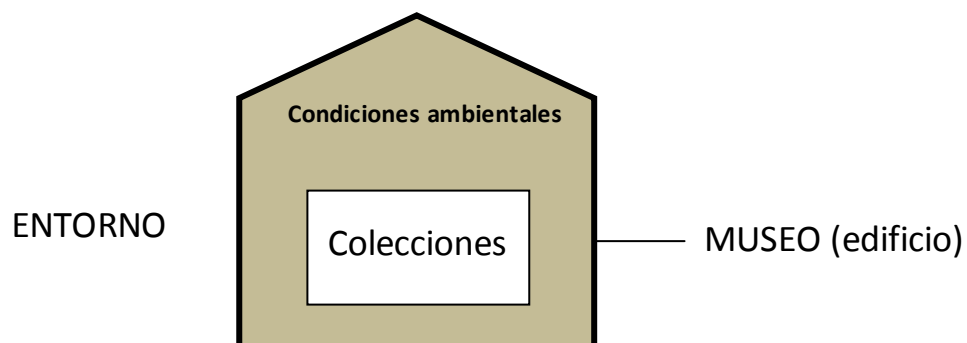 Condiciones ambientales
ENTORNO
Colecciones
MUSEO (edificio)